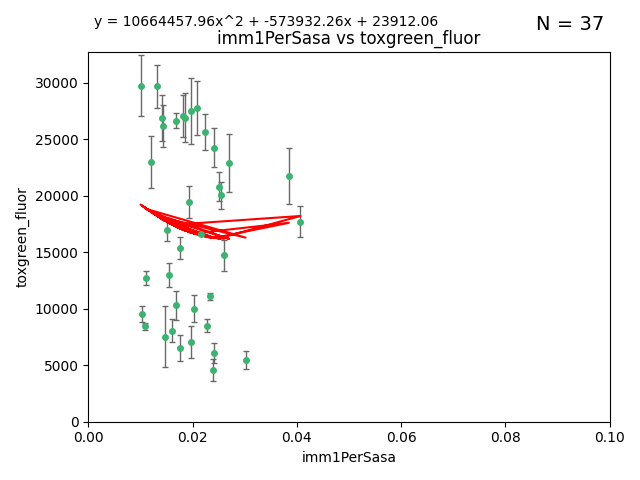 y = 10664457.96x^2 + -573932.26x + 23912.06
N = 37
imm1PerSasa vs toxgreen_fluor
30000
25000
20000
15000
10000
5000
0
toxgreen_fluor
0.00 0.02 0.04 0.06 0.08 0.10
imm1PerSasa